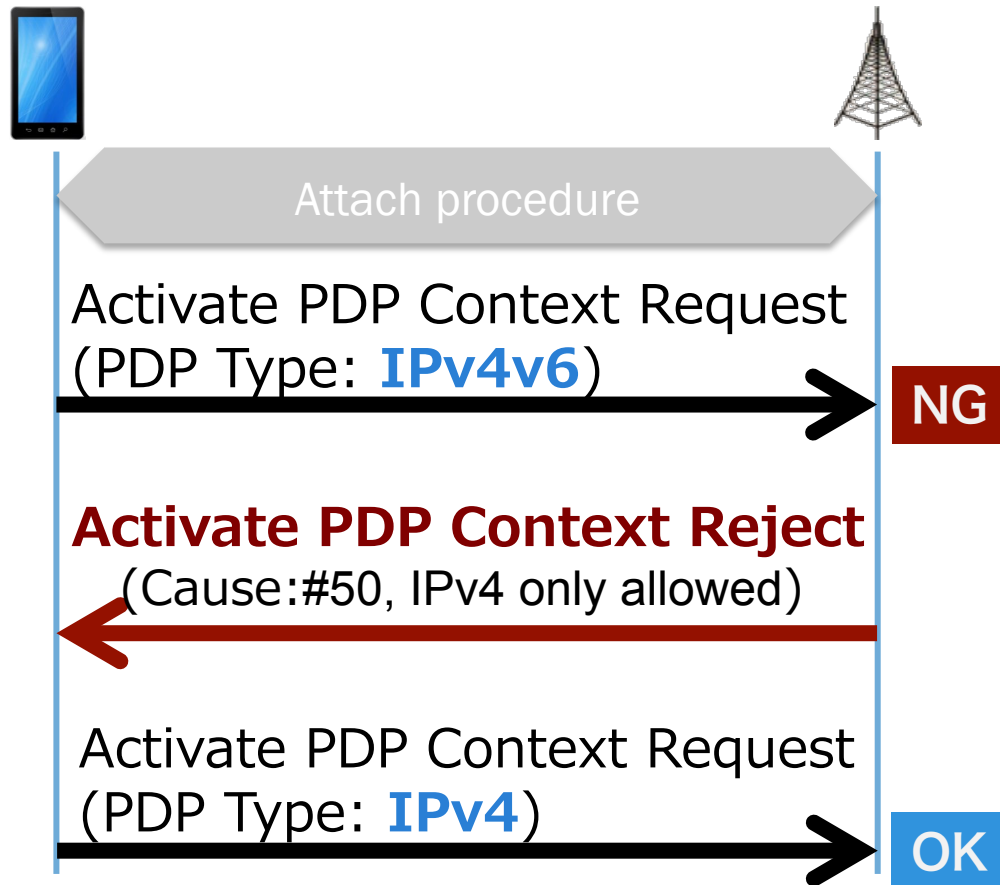 Attach procedure
Activate PDP Context Request
(PDP Type: IPv4v6)
NG
Activate PDP Context Reject
(Cause:#50, IPv4 only allowed)
Activate PDP Context Request
(PDP Type: IPv4)
OK